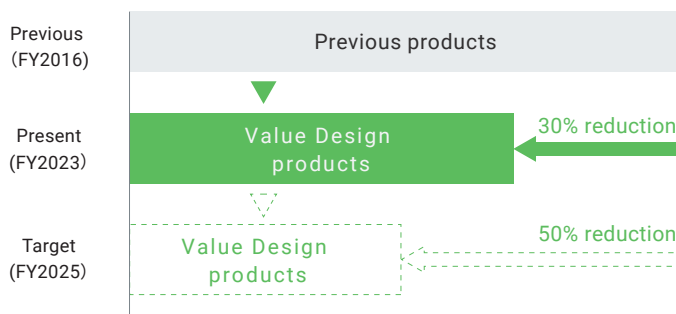 Previous
（FY2016)
Previous products
Present
(FY2023）
Value Design
products
30% reduction
Target
(FY2025）
Value Design
products
50% reduction